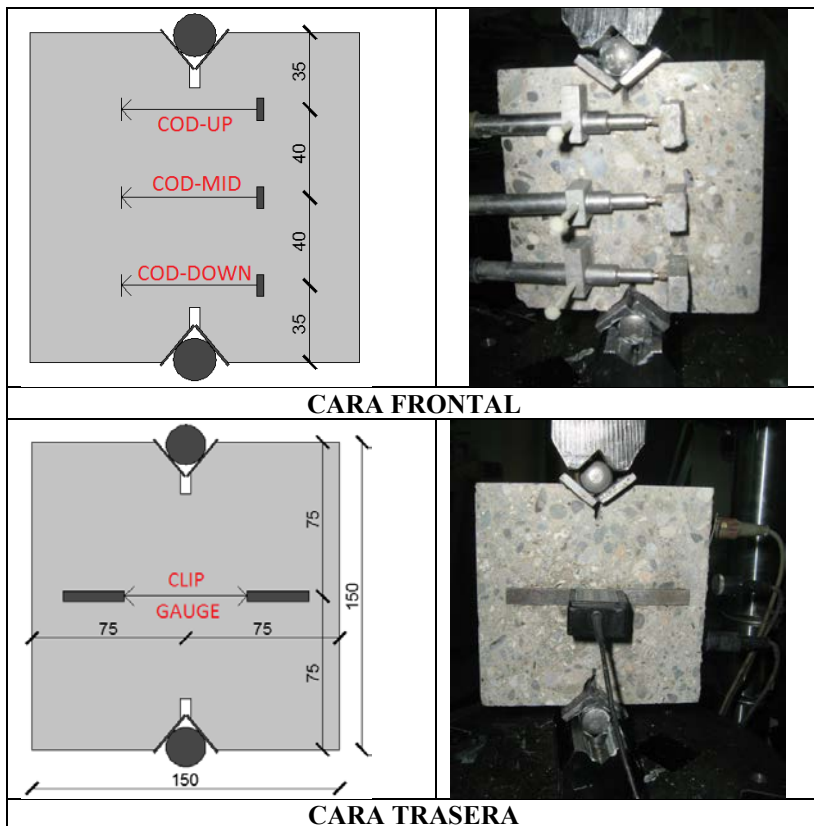 35
COD-UP
40
COD-MID
40
COD-DOWN
35
CARA FRONTAL
75
CLIP
GAUGE
75
75
150
75
150
CARA TRASERA